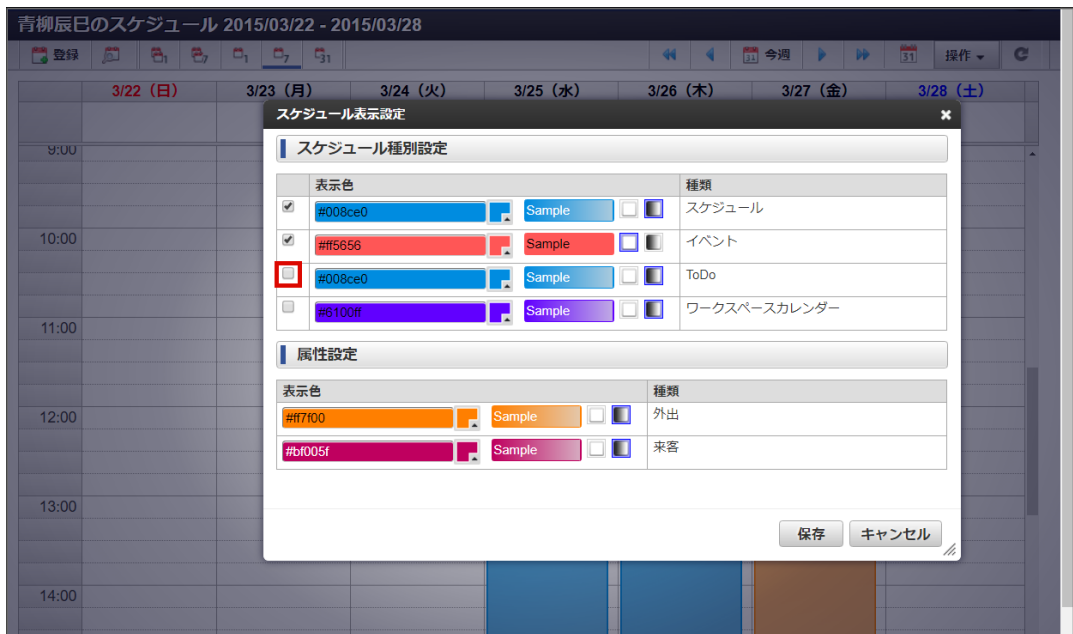 青柳辰巳のスケジュール 2015/03/22 - 2015/03/28
登録 1 7 1 7 31 今週 31 操作
3/22（日） 3/23（月） 3/24（火） 3/25（水） 3/26（木） 3/27（金） 3/28（土）
スケジュール表示設定
スケジュール種別設定
9:00
表示色 種類
#008ce0 Sample スケジュール
10:00
#ff5656 Sample イベント
#008ce0 Sample ToDo
#6100ff Sample ワークスペースカレンダー
11:00
属性設定
表示色 種類
12:00
#ff7f00 Sample 外出
#bf005f Sample 来客
13:00
保存 キャンセル
14:00